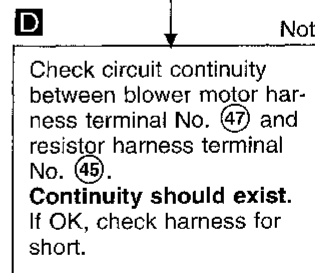 D
Not
Check circuit continuity
between blower motor har-
ness terminal No. 47 and
resistor harness terminal
No. 45.
Continuity should exist.
If OK, check harness for
short.